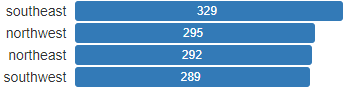 southeast 329
northwest 295
northeast 292
southwest 289